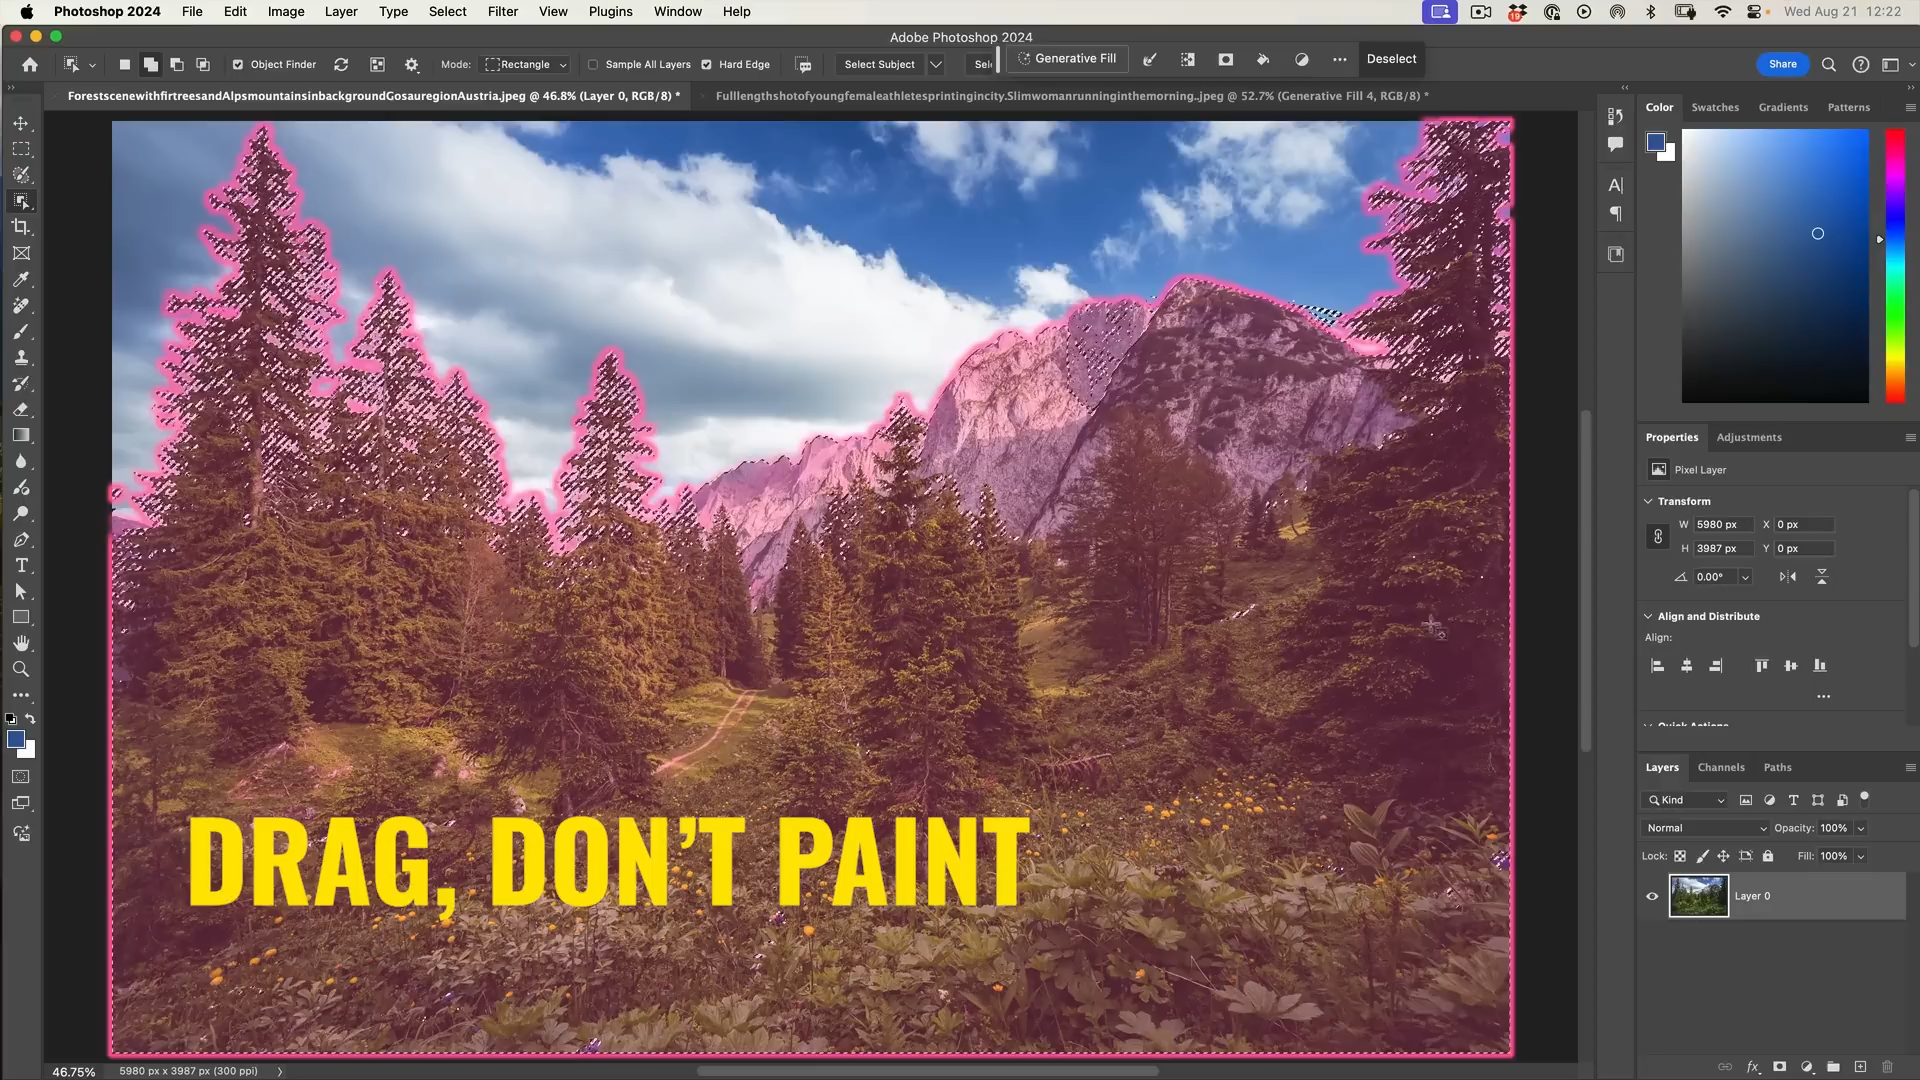 Photoshop 2024 File Edit Image Layer Type Select Filter View Plugins Window Help 19 Wed Aug 21 12:22
Adobe Photoshop 2024
Object Finder Mode: Rectangle Sample All Layers Hard Edge Select Subject Sel Generative Fill Deselect Share
ForestscenewithfirtreesandAlpsmountainsinbackgroundGosauregionAustria.jpeg @ 46.8% (Layer 0, RGB/8) * Fulllengthshotofyoungfemaleathletesprintingincity.Slimwomanrunninginthemorning..jpeg @ 52.7% (Generative Fill 4, RGB/8) *
Color Swatches Gradients Patterns
Properties Adjustments
Pixel Layer
Transform
W 5980 px X 0 px
H 3987 px Y 0 px
0.00°
Align and Distribute
Align:
Quick Actions
Layers Channels Paths
Kind
Normal Opacity: 100%
Lock: Fill: 100%
Layer 0
DRAG, DON’T PAINT
46.75% 5980 px x 3987 px (300 ppi)